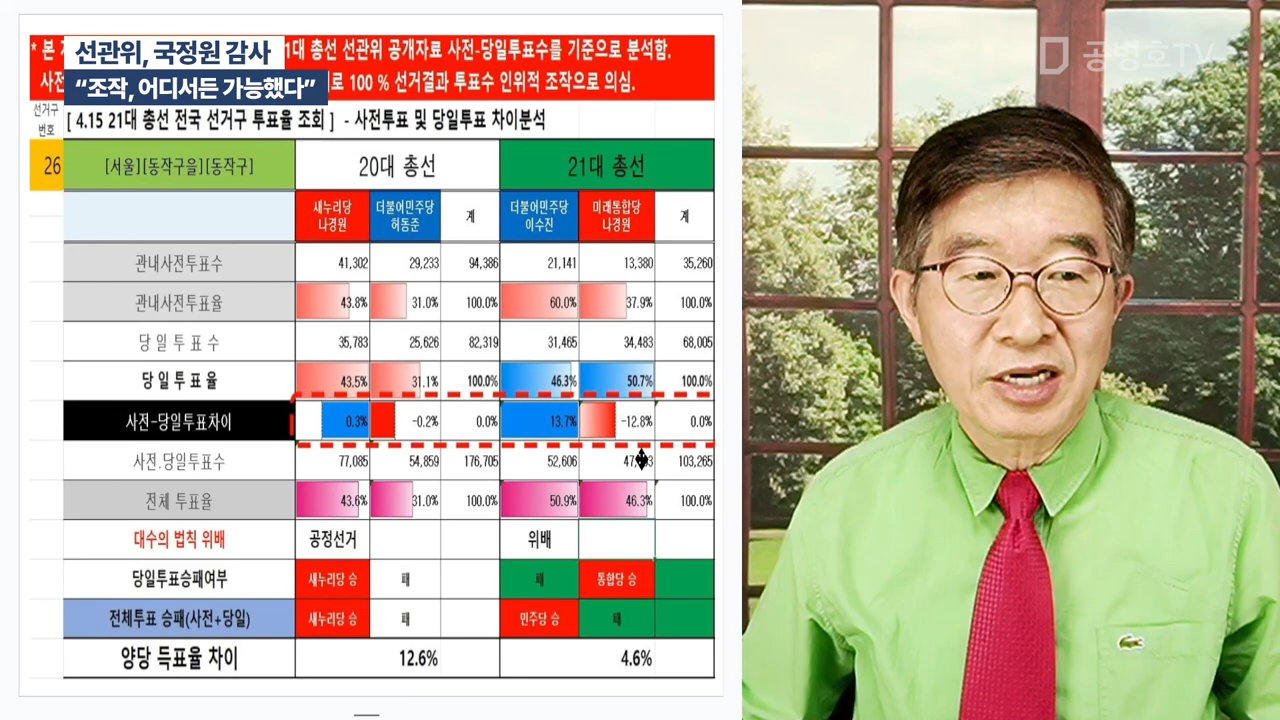 * 본
선관위, 국정원 감사
1대 총선 선관위 공개자료 사전-당일투표수를 기준으로 분석함.
사전
“조작, 어디서든 가능했다”
로 100 % 선거결과 투표수 인위적 조작으로 의심.
공병호TV
선거구
번호
[ 4.15 21대 총선 전국 선거구 투표율 조회 ] - 사전투표 및 당일투표 차이분석
26 [서울][동작구을][동작구] 20대 총선 21대 총선
새누리당 나경원 더불어민주당 허동준 계 더불어민주당 이수진 미래통합당 나경원 계
관내사전투표수 41,302 29,233 94,386 21,141 13,380 35,260
관내사전투표율 43.8% 31.0% 100.0% 60.0% 37.9% 100.0%
당 일 투 표 수 35,783 25,626 82,319 31,465 34,483 68,005
당 일 투 표 율 43.5% 31.1% 100.0% 46.3% 50.7% 100.0%
사전-당일투표차이 0.3% -0.2% 0.0% 13.7% -12.8% 0.0%
사전.당일투표수 77,085 54,859 176,705 52,606 103,265
전체 투표율 43.6% 31.0% 100.0% 50.9% 46.3% 100.0%
대수의 법칙 위배 공정선거 위배
당일투표승패여부 새누리당 승 패 패 통합당 승
전체투표 승패(사전+당일) 새누리당 승 패 민주당 승 패
양당 득표율 차이 12.6% 4.6%